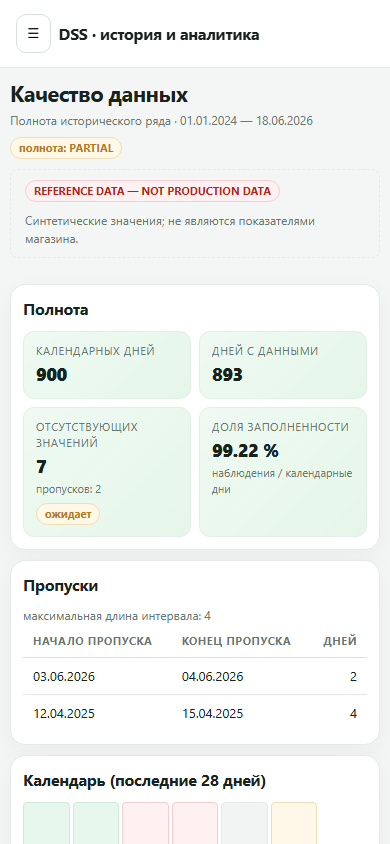 ☰ DSS · история и аналитика
Качество данных
Полнота исторического ряда · 01.01.2024 — 18.06.2026
полнота: PARTIAL
REFERENCE DATA — NOT PRODUCTION DATA
Синтетические значения; не являются показателями
магазина.
Полнота
КАЛЕНДАРНЫХ ДНЕЙ
900
ДНЕЙ С ДАННЫМИ
893
ОТСУТСТВУЮЩИХ
ЗНАЧЕНИЙ
7
пропусков: 2
ожидает
ДОЛЯ ЗАПОЛНЕННОСТИ
99.22 %
наблюдения / календарные
дни
Пропуски
максимальная длина интервала: 4
НАЧАЛО ПРОПУСКА КОНЕЦ ПРОПУСКА ДНЕЙ
03.06.2026 04.06.2026 2
12.04.2025 15.04.2025 4
Календарь (последние 28 дней)